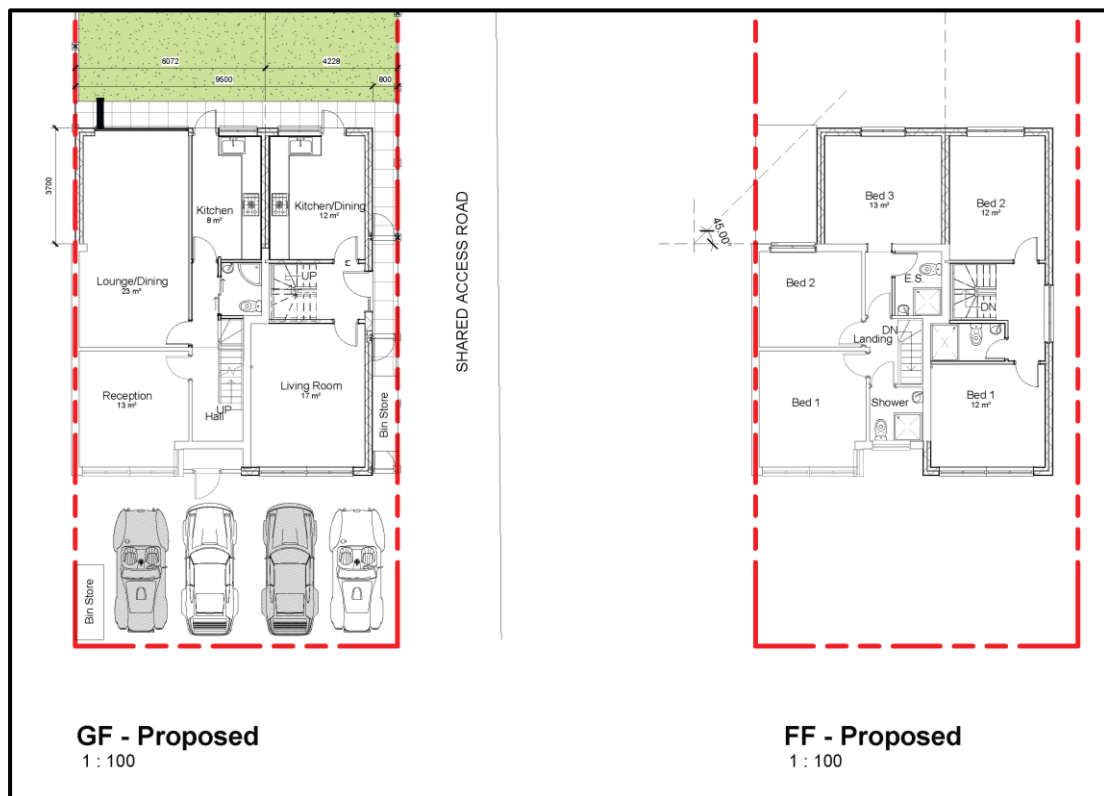 6072
4228
9500
800
3700
Kitchen
8 m²
Kitchen/Dining
12 m²
Lounge/Dining
23 m²
UP
Reception
13 m²
Hall
UP
Living Room
17 m²
Bin Store
Bin Store
SHARED ACCESS ROAD
45.00°
Bed 3
13 m²
Bed 2
12 m²
Bed 2
E.S.
DN
DN
Landing
Bed 1
Shower
Bed 1
12 m²
GF - Proposed
1 : 100
FF - Proposed
1 : 100